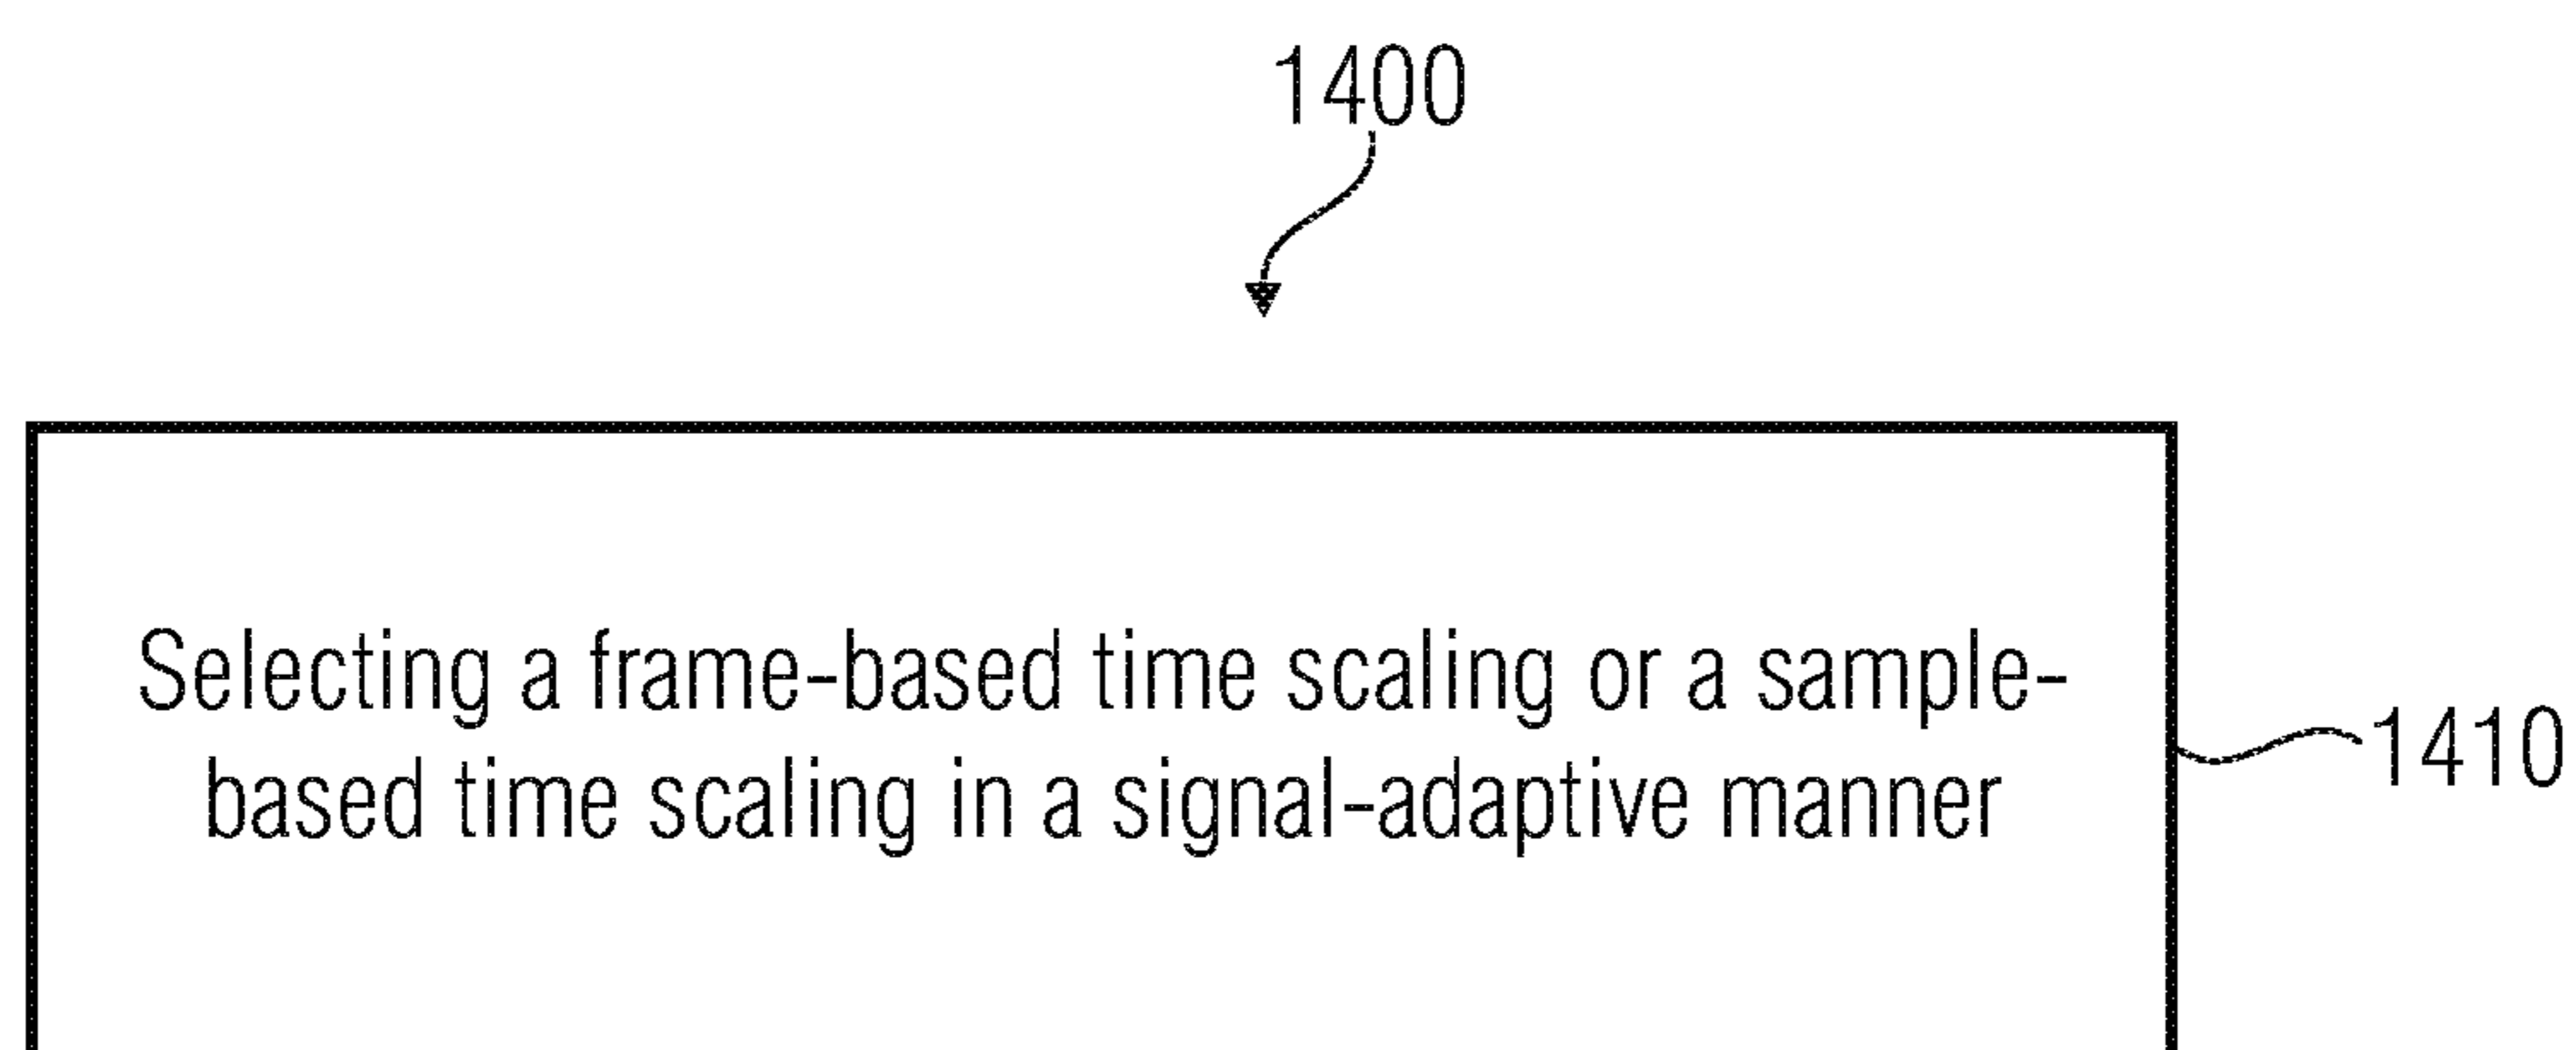 1400
Selecting a frame-based time scaling or a sample-
based time scaling in a signal-adaptive manner
1410